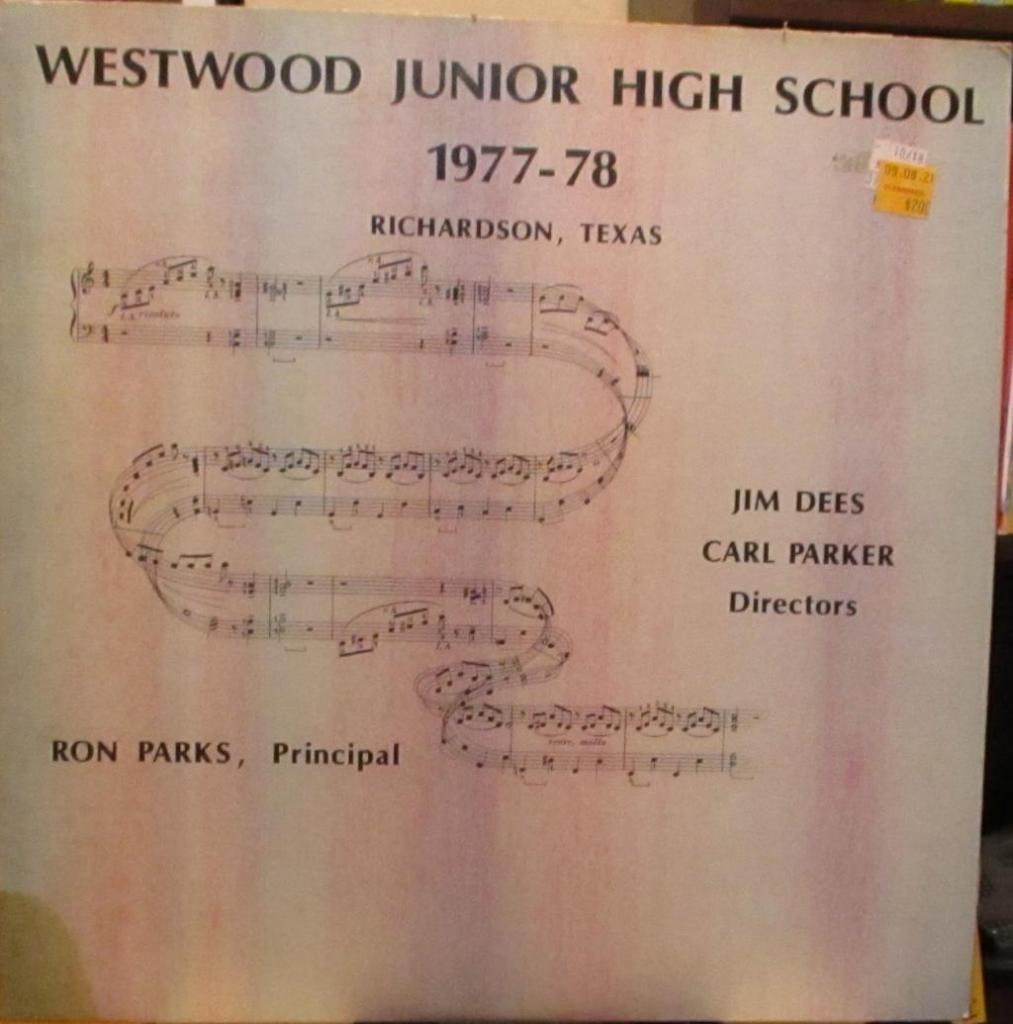 WESTWOOD JUNIOR HIGH SCHOOL
1977-78
RICHARDSON, TEXAS
JIM DEES
CARL PARKER
Directors
RON PARKS, Principal